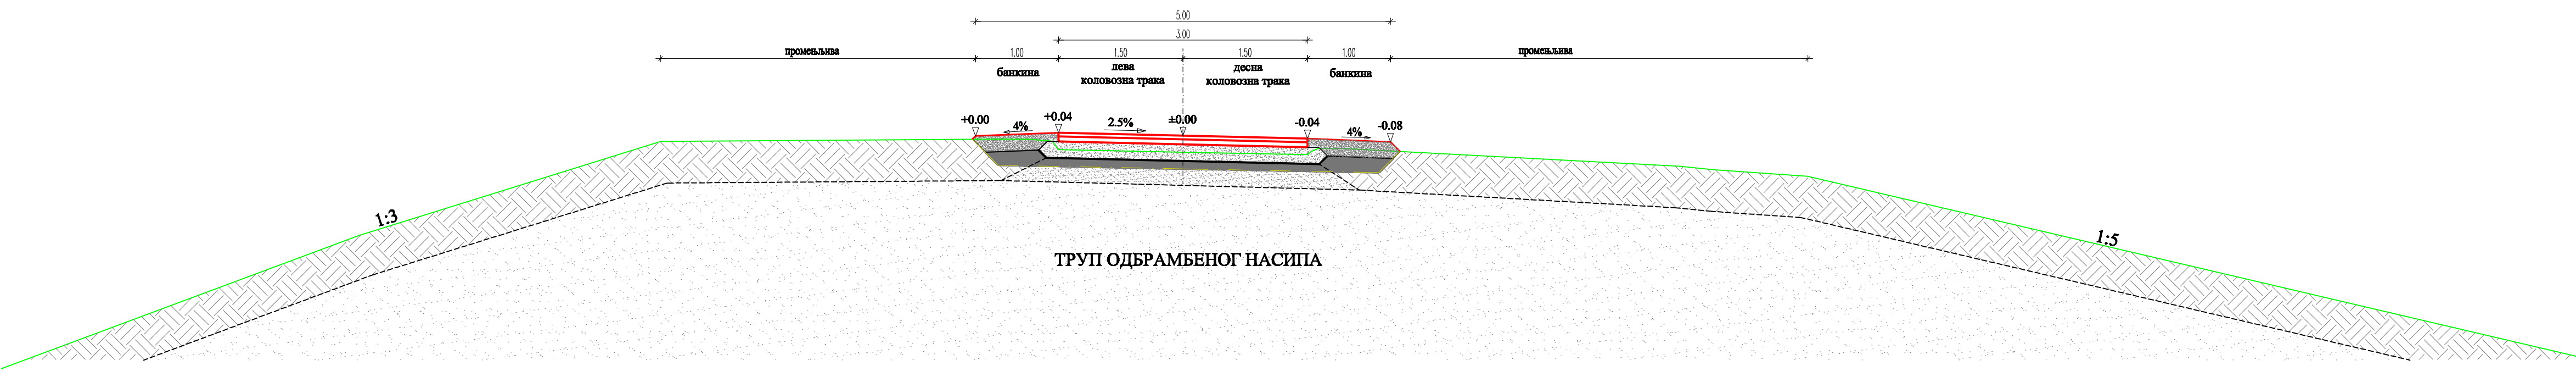 5.00
3.00
променљива 1.00 1.50 1.50 1.00 променљива
банкина лева коловозна трака десна коловозна трака банкина
+0.00 4% +0.04 2.5% ±0.00 -0.04 4% -0.08
1:3
1:5
ТРУП ОДБРАМБЕНОГ НАСИПА